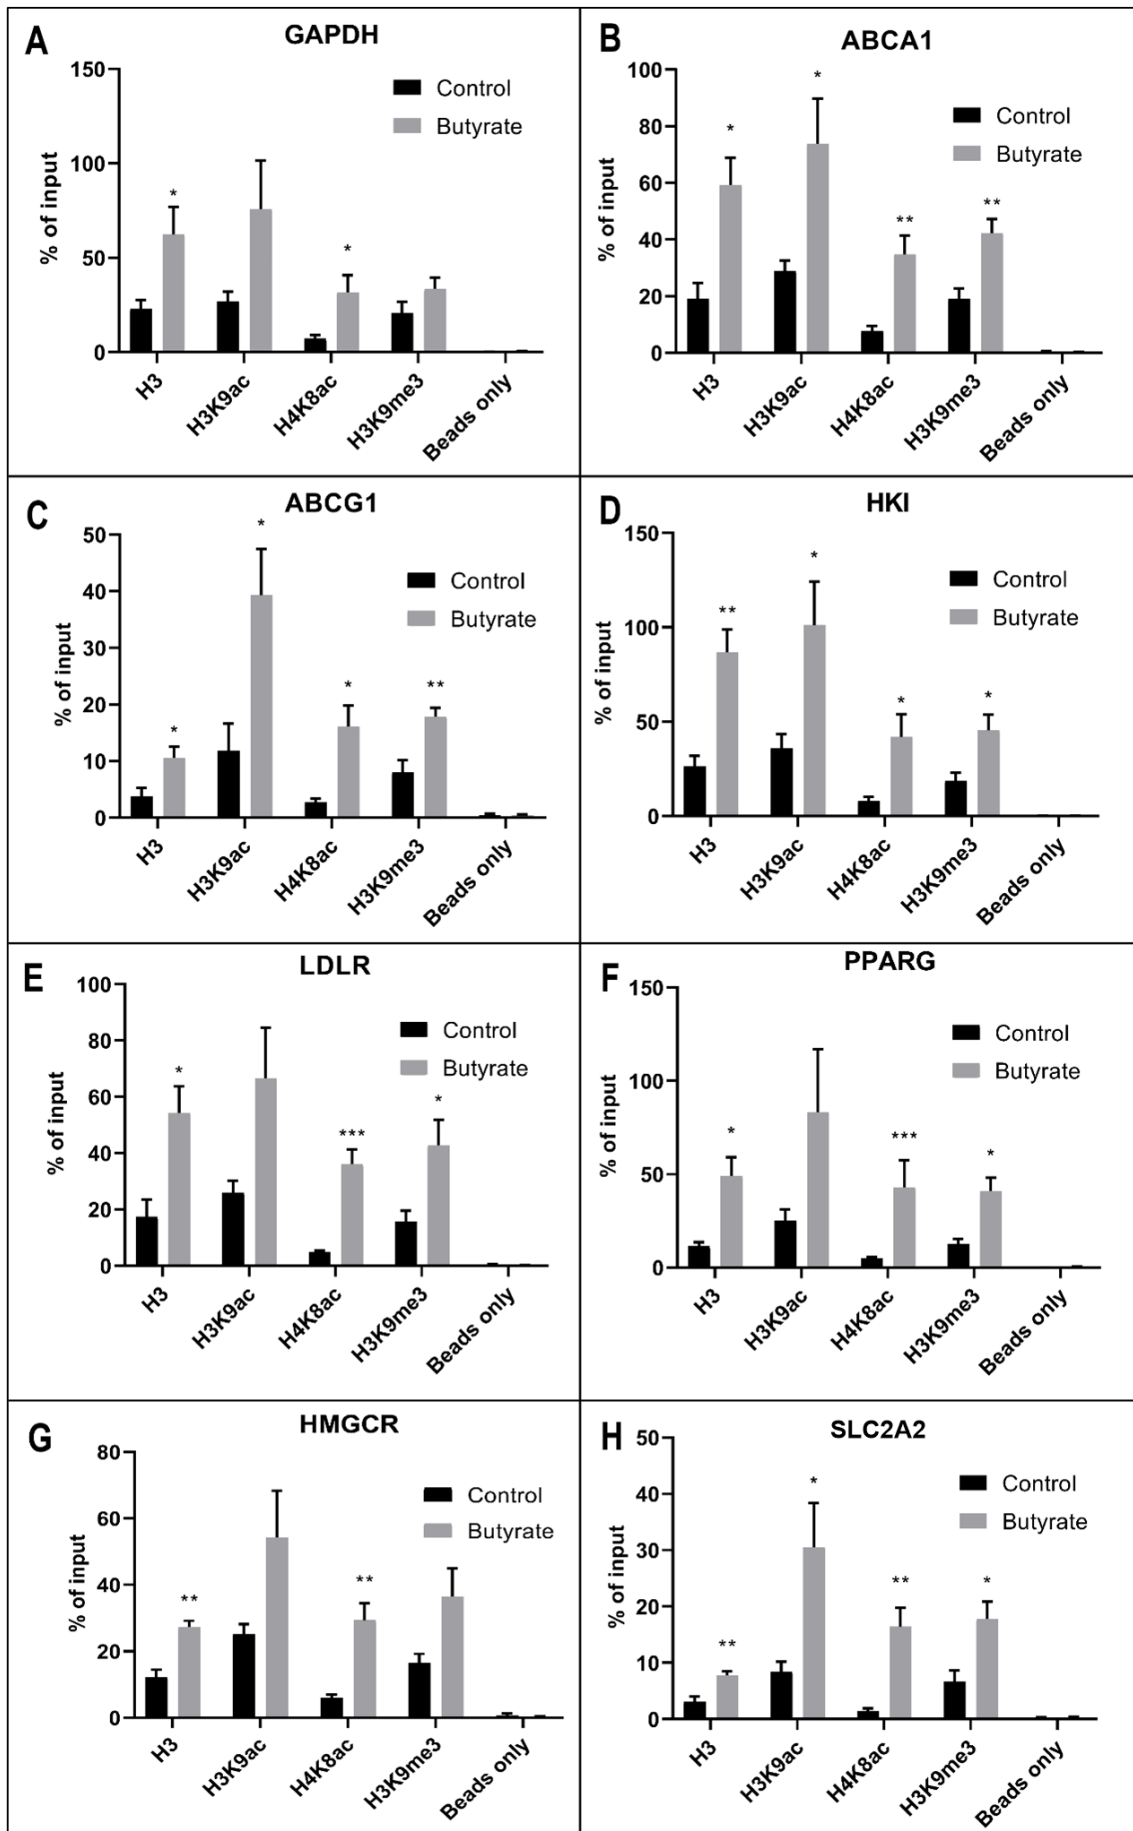 A
GAPDH
150
100
50
0
% of input
Control
Butyrate
*
*
H3
H3K9ac
H4K8ac
H3K9me3
Beads only
B
ABCA1
100
80
60
40
20
0
% of input
Control
Butyrate
*
*
**
**
H3
H3K9ac
H4K8ac
H3K9me3
Beads only
C
ABCG1
50
40
30
20
10
0
% of input
Control
Butyrate
*
*
*
**
H3
H3K9ac
H4K8ac
H3K9me3
Beads only
D
HKI
150
100
50
0
% of input
Control
Butyrate
**
*
*
*
H3
H3K9ac
H4K8ac
H3K9me3
Beads only
E
LDLR
100
80
60
40
20
0
% of input
Control
Butyrate
*
***
*
H3
H3K9ac
H4K8ac
H3K9me3
Beads only
F
PPARG
150
100
50
0
% of input
Control
Butyrate
*
***
*
H3
H3K9ac
H4K8ac
H3K9me3
Beads only
G
HMGCR
80
60
40
20
0
% of input
Control
Butyrate
**
**
H3
H3K9ac
H4K8ac
H3K9me3
Beads only
H
SLC2A2
50
40
30
20
10
0
% of input
Control
Butyrate
**
*
**
*
H3
H3K9ac
H4K8ac
H3K9me3
Beads only